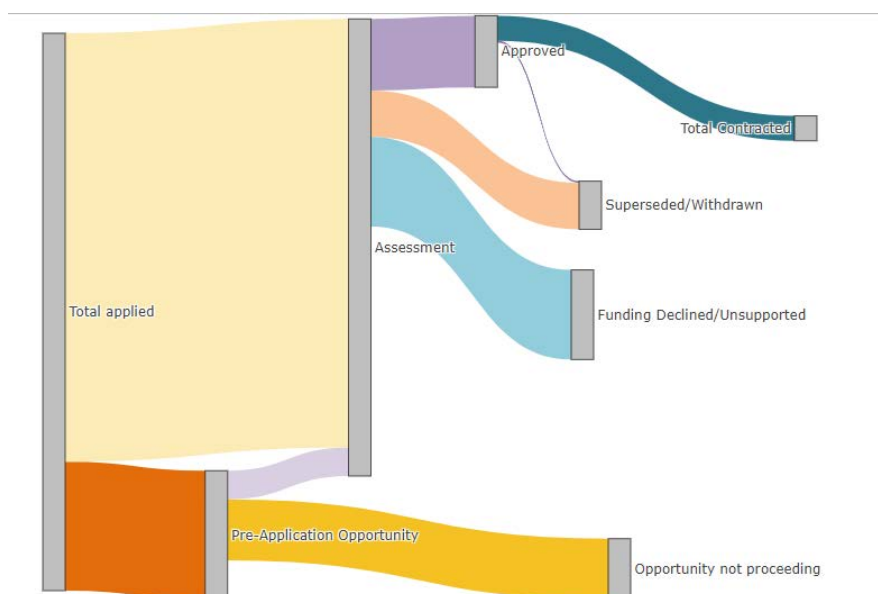 Approved
Total Contracted
Superseded/Withdrawn
Assessment
Total applied
Funding Declined/Unsupported
Pre-Application Opportunity
Opportunity not proceeding